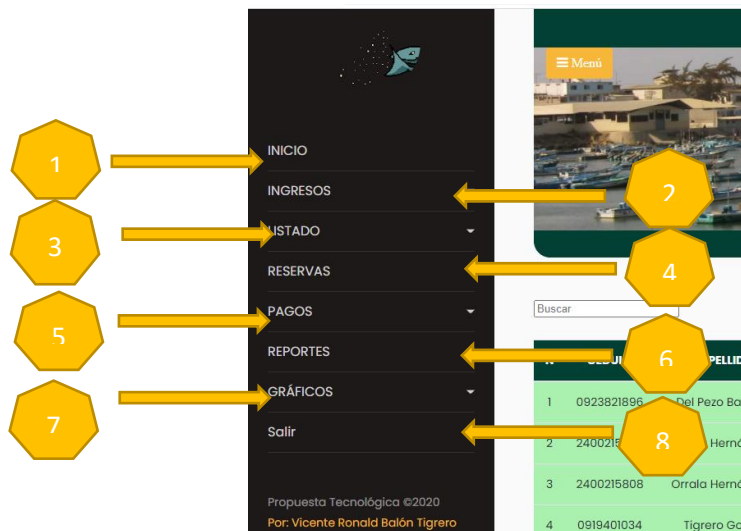 Menú
1
INICIO
INGRESOS
2
3
LISTADO
RESERVAS
4
5
PAGOS
Buscar
REPORTES
6
7
GRÁFICOS
1 0923821896 Del Pezo Ba
Salir
8
2
Herná
3 2400215808 Orrala Herná
Propuesta Tecnológica ©2020
Por: Vicente Ronald Balón Tigrero
4 0919401034 Tigrero Go